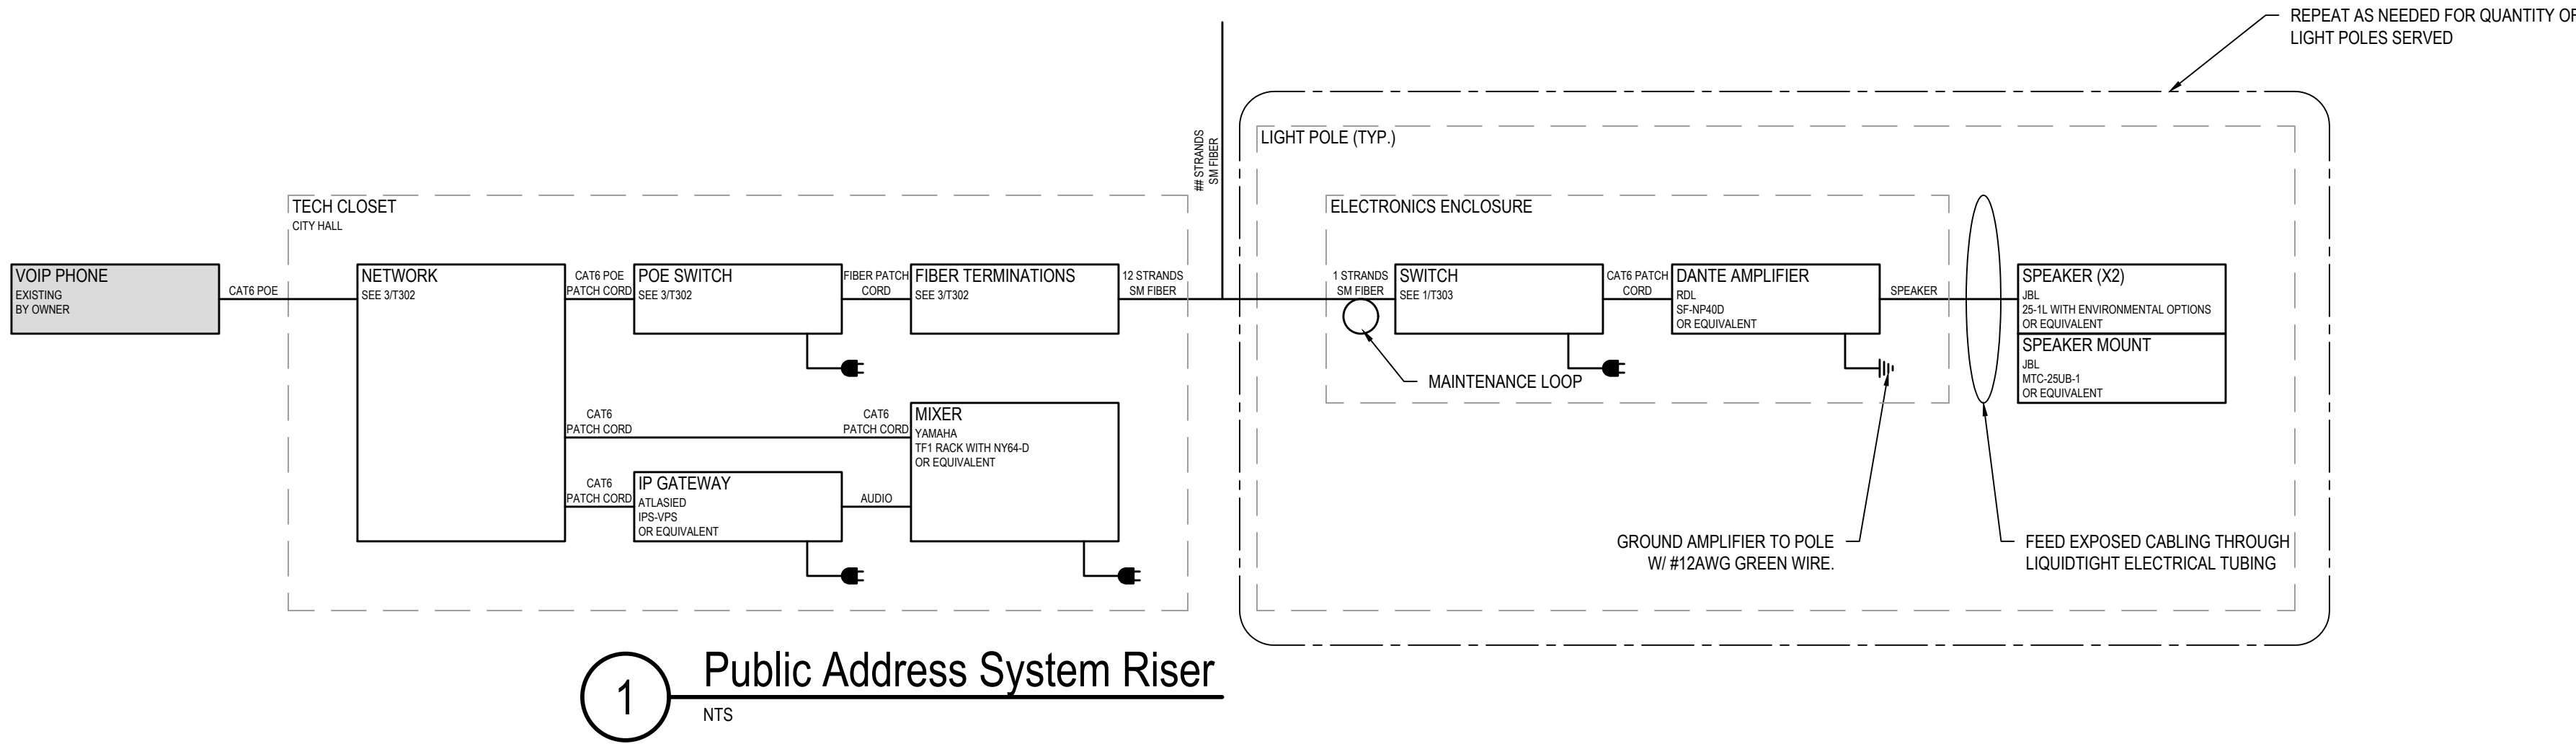 REPEAT AS NEEDED FOR QUANTITY OF
LIGHT POLES SERVED
## STRANDS
SM FIBER
LIGHT POLE (TYP.)
TECH CLOSET
CITY HALL
ELECTRONICS ENCLOSURE
VOIP PHONE
EXISTING
BY OWNER
CAT6 POE
NETWORK
SEE 3/T302
CAT6 POE
PATCH CORD
POE SWITCH
SEE 3/T302
FIBER PATCH
CORD
FIBER TERMINATIONS
SEE 3/T302
12 STRANDS
SM FIBER
1 STRANDS
SM FIBER
SWITCH
SEE 1/T303
CAT6 PATCH
CORD
DANTE AMPLIFIER
RDL
SF-NP40D
OR EQUIVALENT
SPEAKER
SPEAKER (X2)
JBL
25-1L WITH ENVIRONMENTAL OPTIONS
OR EQUIVALENT
SPEAKER MOUNT
JBL
MTC-25UB-1
OR EQUIVALENT
MAINTENANCE LOOP
CAT6
PATCH CORD
CAT6
PATCH CORD
MIXER
YAMAHA
TF1 RACK WITH NY64-D
OR EQUIVALENT
CAT6
PATCH CORD
IP GATEWAY
ATLASIED
IPS-VPS
OR EQUIVALENT
AUDIO
GROUND AMPLIFIER TO POLE
W/ #12AWG GREEN WIRE.
FEED EXPOSED CABLING THROUGH
LIQUIDTIGHT ELECTRICAL TUBING
1
Public Address System Riser
NTS